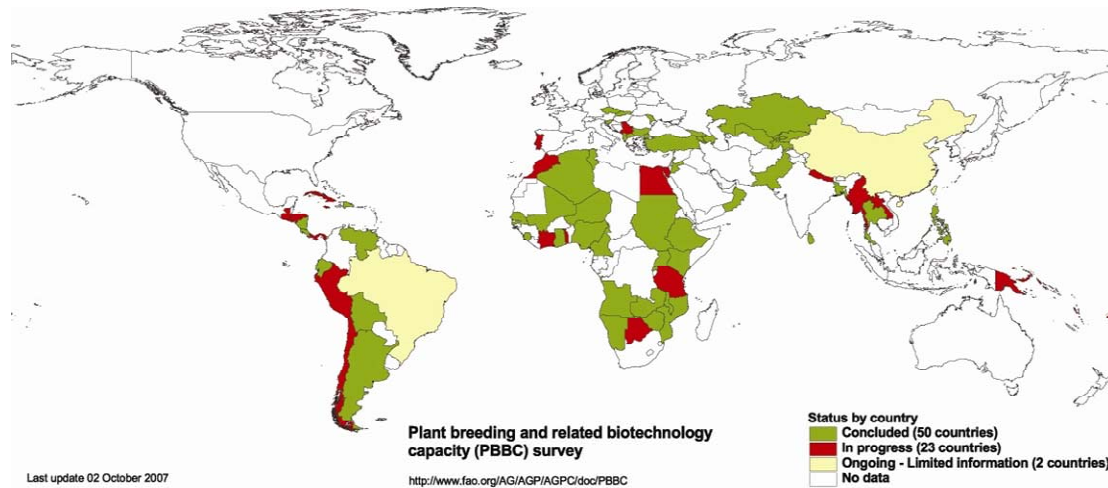 Plant breeding and related biotechnology
capacity (PBBC) survey
Last update 02 October 2007
http://www.fao.org/AG/AGP/AGPC/doc/PBBC
Status by country
Concluded (50 countries)
In progress (23 countries)
Ongoing - Limited information (2 countries)
No data